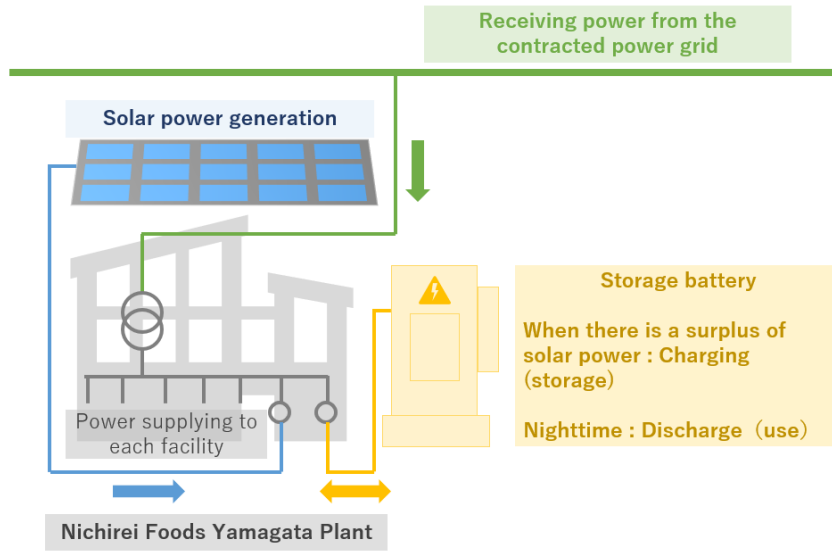 Receiving power from the
contracted power grid
Solar power generation
Storage battery
When there is a surplus of
solar power : Charging
(storage)
Nighttime : Discharge（use）
Power supplying to
each facility
Nichirei Foods Yamagata Plant